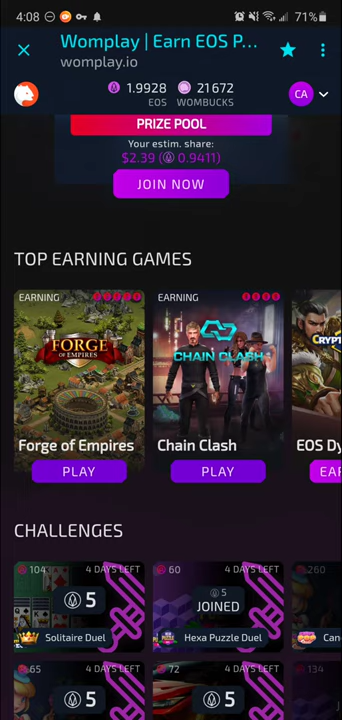 4:08
71%
Womplay | Earn EOS P...
womplay.io
1.9928
EOS
21672
WOMBUCKS
CA
PRIZE POOL
Your estim. share:
$2.39 ( 0.9411)
JOIN NOW
TOP EARNING GAMES
EARNING
FORGE
OF EMPIRES
Forge of Empires
PLAY
EARNING
CHAIN CLASH
Chain Clash
PLAY
CRYPT
EOS Dy
EAR
CHALLENGES
104
4 DAYS LEFT
5
Solitaire Duel
60
4 DAYS LEFT
5
JOINED
Hexa Puzzle Duel
260
Can
65
4 DAYS LEFT
5
72
4 DAYS LEFT
5
134